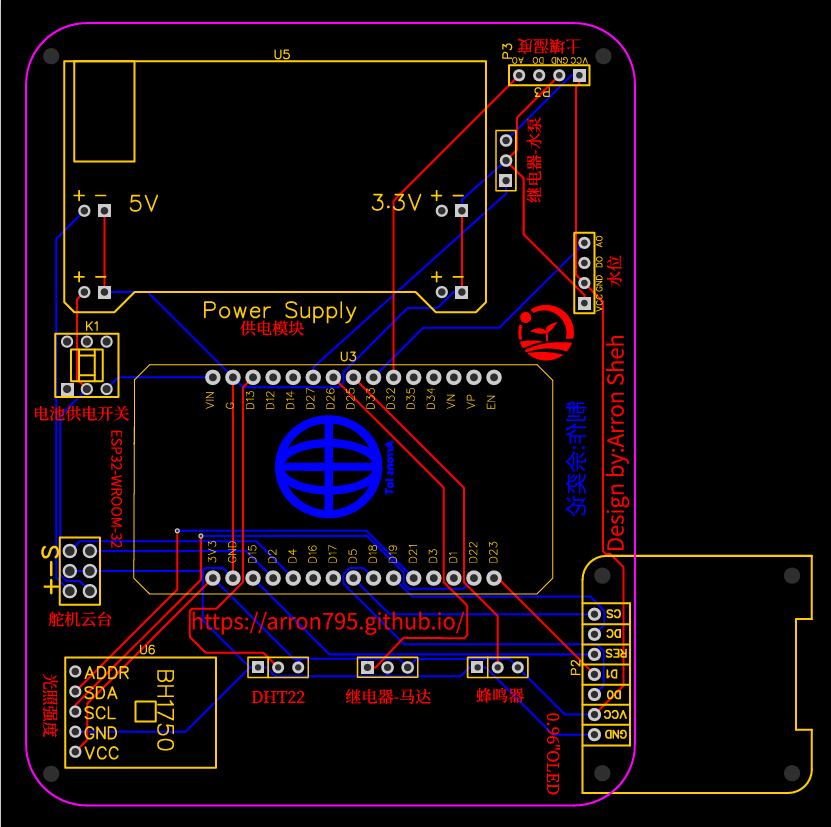 U5
P3
土壤湿度
AO DO GND VCC
P3
继电器-水泵
+ -
5V
3.3V
+ -
+ -
+ -
AO DO GND VCC
水位
Power Supply
供电模块
K1
电池供电开关
U3
VIN G D13 D12 D14 D27 D26 D25 D33 D32 D35 D34 VN VP EN
ESP32-WROOM-32
Design by:Arron Sheh
3V3 GND D15 D2 D4 D16 D17 D5 D18 D19 D21 D3 D1 D22 D23
S
+
-
舵机云台
https://arron795.github.io/
U6
ADDR
SDA
SCL
GND
VCC
BH1750
光照强度
DHT22
继电器-马达
蜂鸣器
P2
CS
DC
RES
D1
D0
VCC
GND
0.96"OLED